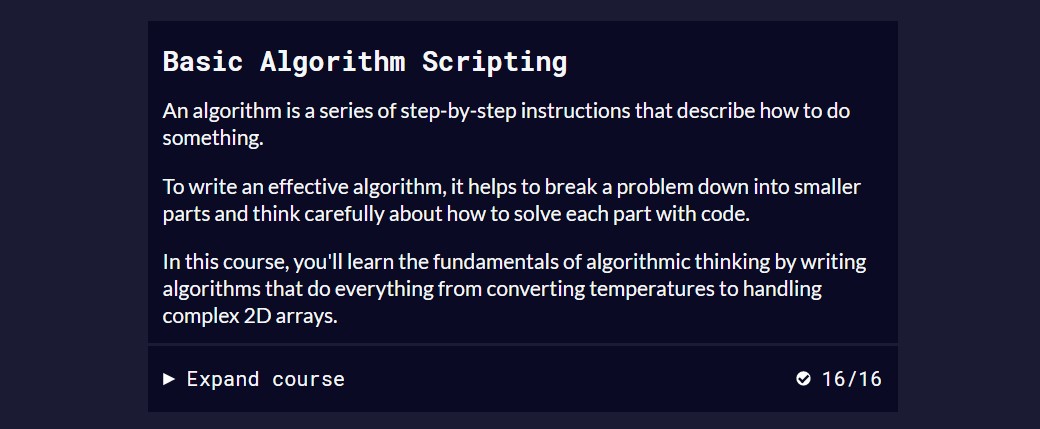 Basic Algorithm Scripting
An algorithm is a series of step-by-step instructions that describe how to do
something.
To write an effective algorithm, it helps to break a problem down into smaller
parts and think carefully about how to solve each part with code.
In this course, you'll learn the fundamentals of algorithmic thinking by writing
algorithms that do everything from converting temperatures to handling
complex 2D arrays.
Expand course 16/16